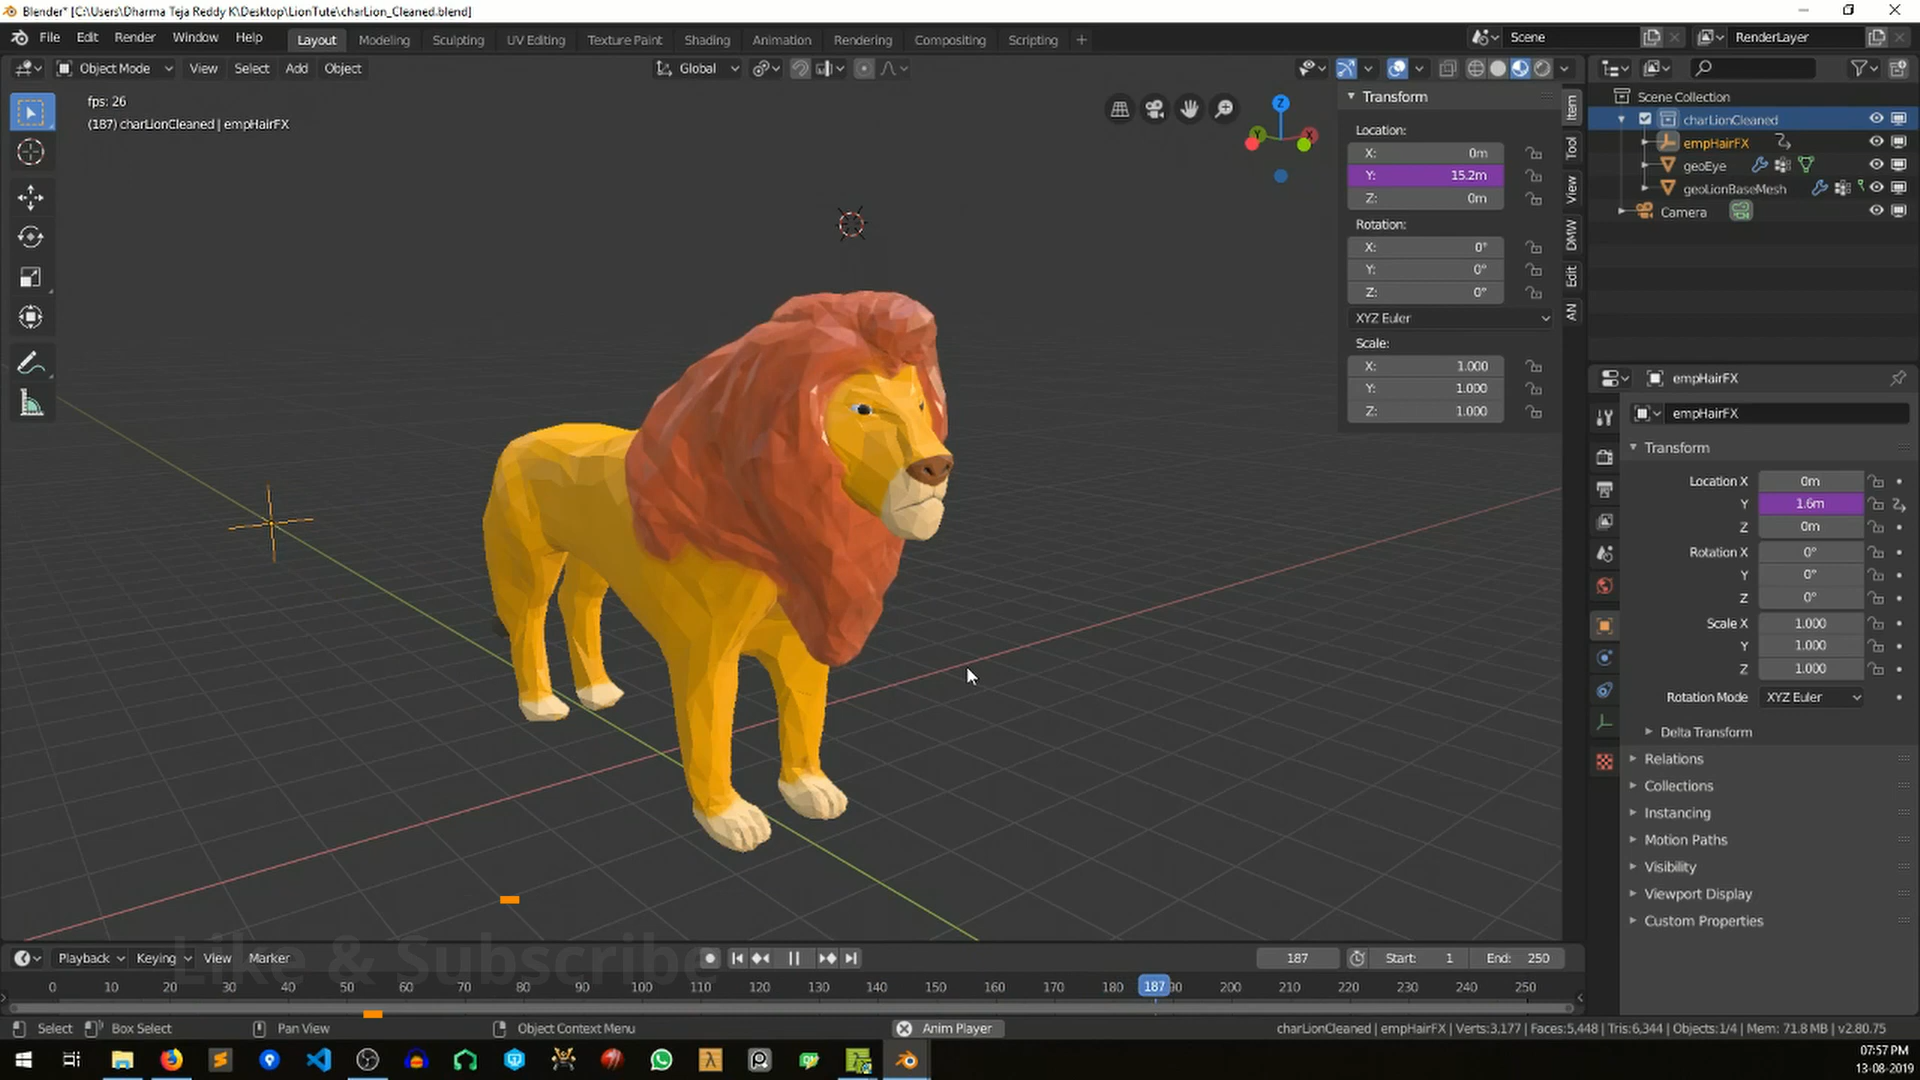 Blender* [C:\Users\Dharma Teja Reddy K\Desktop\LionTute\charLion_Cleaned.blend]
File Edit Render Window Help Layout Modeling Sculpting UV Editing Texture Paint Shading Animation Rendering Compositing Scripting + Scene RenderLayer
Object Mode View Select Add Object Global
fps: 26
(187) charLionCleaned | empHairFX
Z
Y
X
Transform
Location:
X: 0m
Y: 15.2m
Z: 0m
Rotation:
X: 0°
Y: 0°
Z: 0°
XYZ Euler
Scale:
X: 1.000
Y: 1.000
Z: 1.000
Item
Tool
View
DMW
Edit
AN
Scene Collection
charLionCleaned
empHairFX
geoEye
geoLionBaseMesh
Camera
empHairFX
empHairFX
Transform
Location X 0m
Y 1.6m
Z 0m
Rotation X 0°
Y 0°
Z 0°
Scale X 1.000
Y 1.000
Z 1.000
Rotation Mode XYZ Euler
Delta Transform
Relations
Collections
Instancing
Motion Paths
Visibility
Viewport Display
Custom Properties
Like & Subscribe
Playback Keying View Marker 187 Start: 1 End: 250
0 10 20 30 40 50 60 70 80 90 100 110 120 130 140 150 160 170 180 187 90 200 210 220 230 240 250
Select Box Select Pan View Object Context Menu Anim Player charLionCleaned | empHairFX | Verts:3,177 | Faces:5,448 | Tris:6,344 | Objects:1/4 | Mem: 71.8 MB | v2.80.75
07:57 PM
13-08-2019